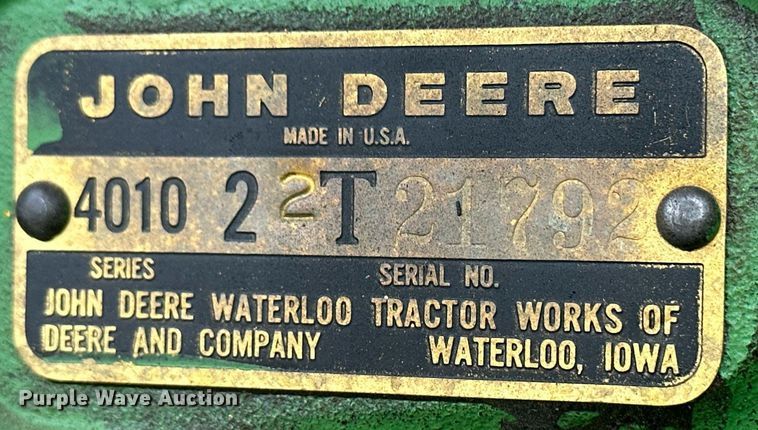 JOHN DEERE
MADE IN U.S.A.
4010 2 2 T 21792
SERIES SERIAL NO.
JOHN DEERE WATERLOO TRACTOR WORKS OF
DEERE AND COMPANY WATERLOO, IOWA
Purple Wave Auction